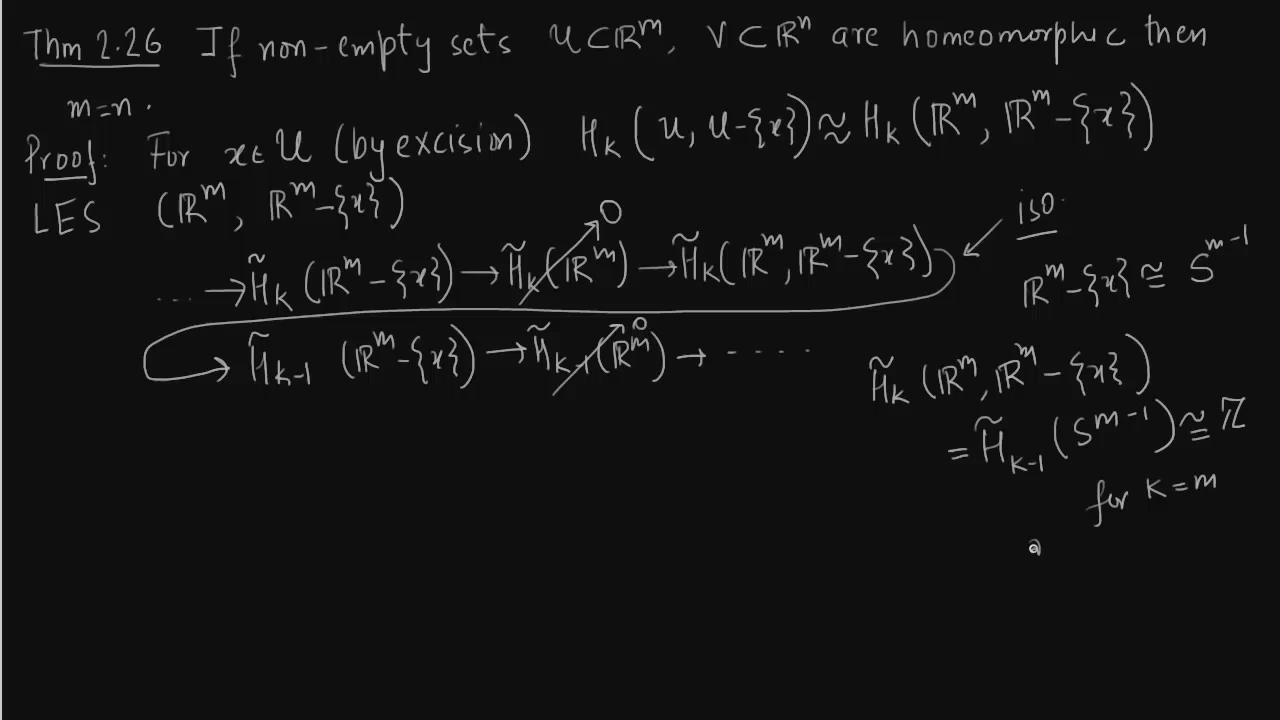 Thm 2.26 If non-empty sets U⊂ℝ^m, V⊂ℝ^n are homeomorphic then
m=n.
Proof: For x∈U (by excision) H_k(U, U-{x}) ≈ H_k(ℝ^m, ℝ^m-{x})
LES (ℝ^m, ℝ^m-{x})
iso
0
.... → H̃_k(ℝ^m-{x}) → H̃_k(ℝ^m) → H̃_k(ℝ^m, ℝ^m-{x})
ℝ^m-{x} ≅ S^{m-1}
0
→ H̃_{k-1}(ℝ^m-{x}) → H̃_{k-1}(ℝ^m) → .....
H̃_k(ℝ^m, ℝ^m-{x})
= H̃_{k-1}(S^{m-1}) ≅ ℤ
for k=m